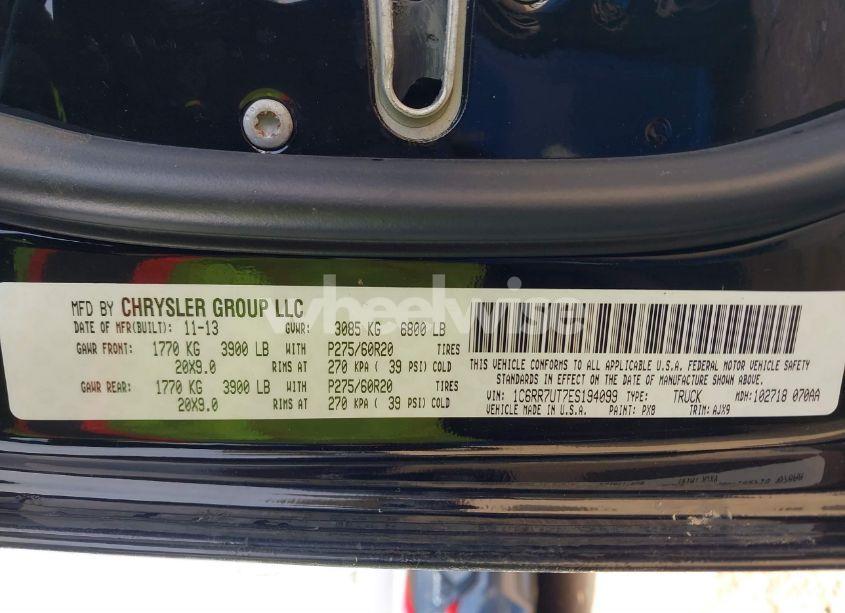 MFD BY CHRYSLER GROUP LLC
DATE OF MFR(BUILT): 11-13 GVWR: 3085 KG 6800 LB
GAWR FRONT: 1770 KG 3900 LB WITH P275/60R20 TIRES
20X9.0 RIMS AT 270 KPA ( 39 PSI) COLD
GAWR REAR: 1770 KG 3900 LB WITH P275/60R20 TIRES
20X9.0 RIMS AT 270 KPA ( 39 PSI) COLD
THIS VEHICLE CONFORMS TO ALL APPLICABLE U.S.A. FEDERAL MOTOR VEHICLE SAFETY
STANDARDS IN EFFECT ON THE DATE OF MANUFACTURE SHOWN ABOVE.
VIN: 1C6RR7UT7ES194099 TYPE: TRUCK MDH: 102718 070AA
VEHICLE MADE IN U.S.A. PAINT: PX8 TRIM: AJX9
wheelwise